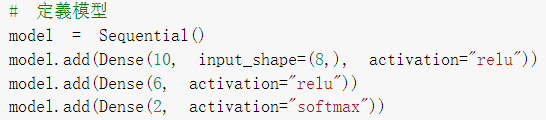 # 定義模型
model = Sequential()
model.add(Dense(10, input_shape=(8,), activation="relu"))
model.add(Dense(6, activation="relu"))
model.add(Dense(2, activation="softmax"))